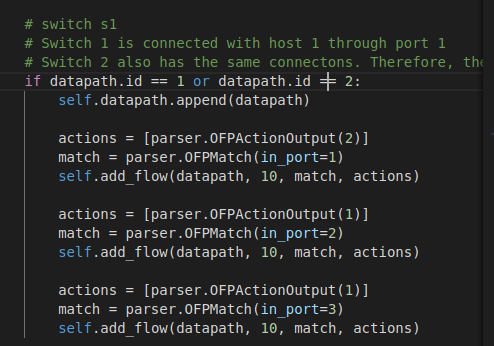 # switch s1
# Switch 1 is connected with host 1 through port 1
# Switch 2 also has the same connectons. Therefore, the
if datapath.id == 1 or datapath.id == 2:
self.datapath.append(datapath)
actions = [parser.OFPActionOutput(2)]
match = parser.OFPMatch(in_port=1)
self.add_flow(datapath, 10, match, actions)
actions = [parser.OFPActionOutput(1)]
match = parser.OFPMatch(in_port=2)
self.add_flow(datapath, 10, match, actions)
actions = [parser.OFPActionOutput(1)]
match = parser.OFPMatch(in_port=3)
self.add_flow(datapath, 10, match, actions)